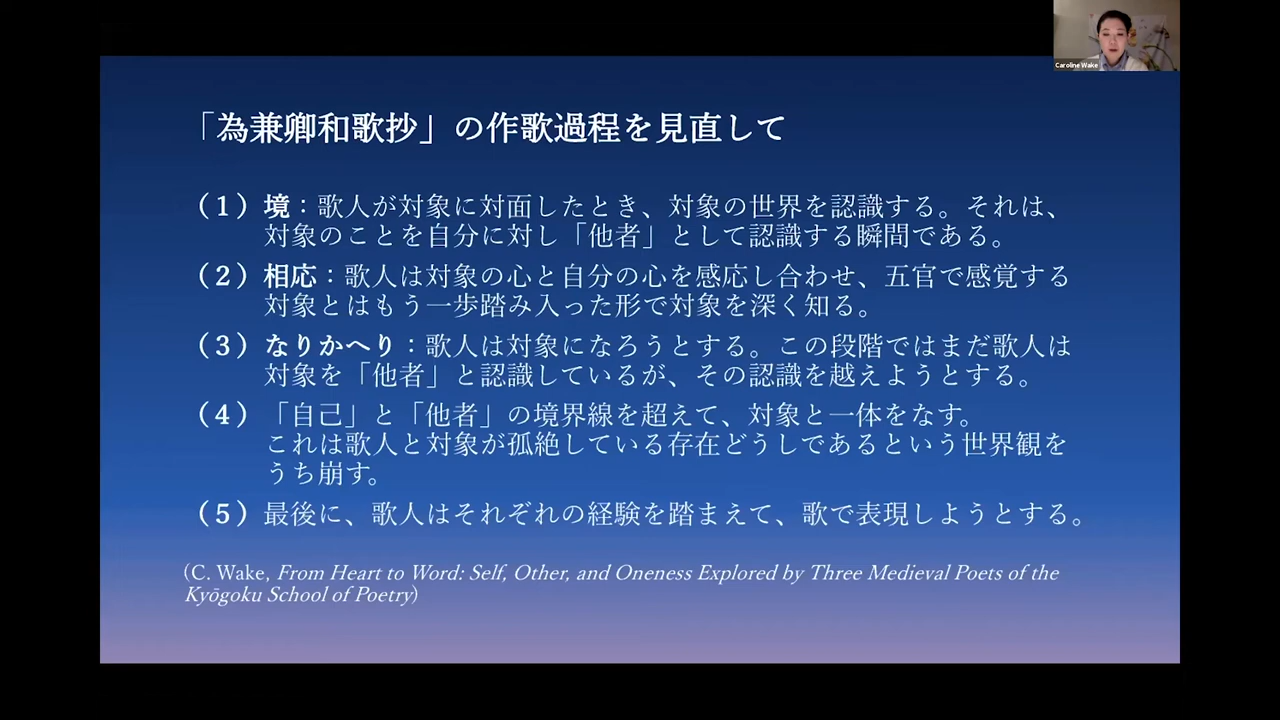 Caroline Wake
「為兼卿和歌抄」の作歌過程を見直して
（1）境：歌人が対象に対面したとき、対象の世界を認識する。それは、
対象のことを自分に対し「他者」として認識する瞬間である。
（2）相応：歌人は対象の心と自分の心を感応し合わせ、五官で感覚する
対象とはもう一歩踏み入った形で対象を深く知る。
（3）なりかへり：歌人は対象になろうとする。この段階ではまだ歌人は
対象を「他者」と認識しているが、その認識を越えようとする。
（4）「自己」と「他者」の境界線を超えて、対象と一体をなす。
これは歌人と対象が孤絶している存在どうしであるという世界観を
うち崩す。
（5）最後に、歌人はそれぞれの経験を踏まえて、歌で表現しようとする。
(C. Wake, From Heart to Word: Self, Other, and Oneness Explored by Three Medieval Poets of the
Kyōgoku School of Poetry)